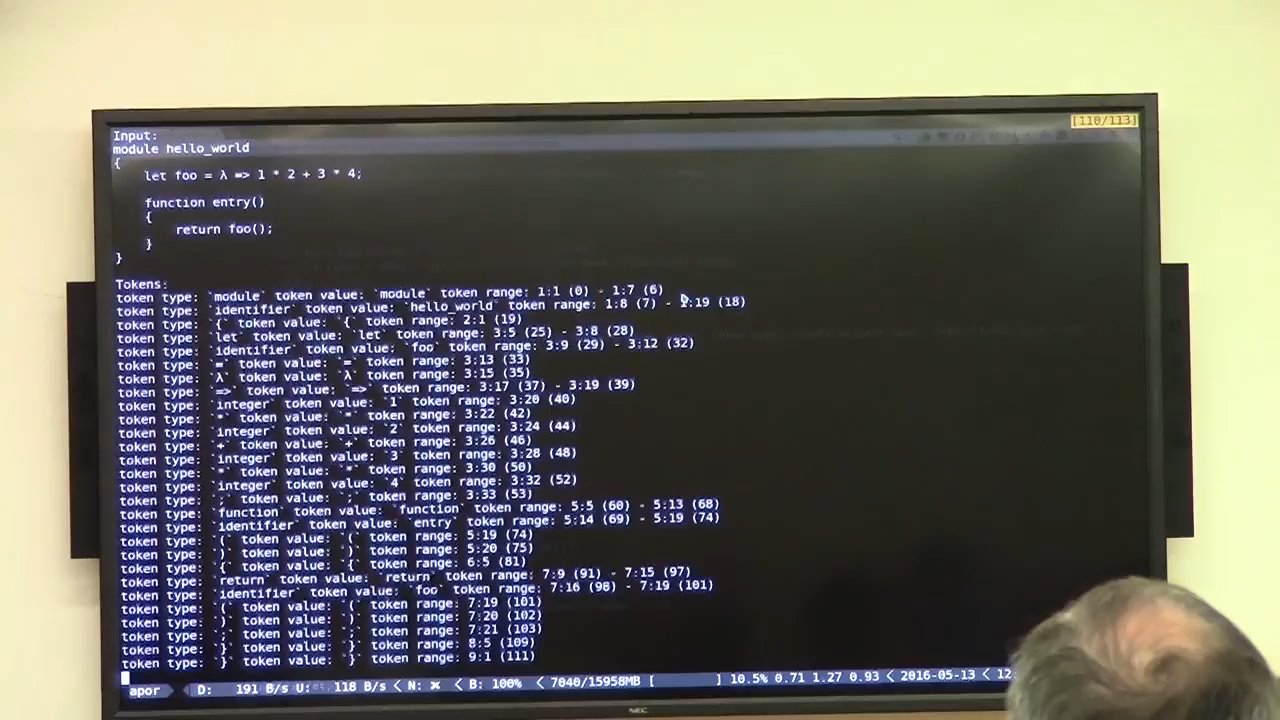 [110/113]
Input:
module hello_world
{
let foo = λ => 1 * 2 + 3 * 4;
function entry()
{
return foo();
}
}
Tokens:
token type: `module` token value: `module` token range: 1:1 (0) - 1:7 (6)
token type: `identifier` token value: `hello_world` token range: 1:8 (7) - 1:19 (18)
token type: `{` token value: `{` token range: 2:1 (19)
token type: `let` token value: `let` token range: 3:5 (25) - 3:8 (28)
token type: `identifier` token value: `foo` token range: 3:9 (29) - 3:12 (32)
token type: `=` token value: `=` token range: 3:13 (33)
token type: `λ` token value: `λ` token range: 3:15 (35)
token type: `=>` token value: `=>` token range: 3:17 (37) - 3:19 (39)
token type: `integer` token value: `1` token range: 3:20 (40)
token type: `*` token value: `*` token range: 3:22 (42)
token type: `integer` token value: `2` token range: 3:24 (44)
token type: `+` token value: `+` token range: 3:26 (46)
token type: `integer` token value: `3` token range: 3:28 (48)
token type: `*` token value: `*` token range: 3:30 (50)
token type: `integer` token value: `4` token range: 3:32 (52)
token type: `;` token value: `;` token range: 3:33 (53)
token type: `function` token value: `function` token range: 5:5 (60) - 5:13 (68)
token type: `identifier` token value: `entry` token range: 5:14 (69) - 5:19 (74)
token type: `(` token value: `(` token range: 5:19 (74)
token type: `)` token value: `)` token range: 5:20 (75)
token type: `{` token value: `{` token range: 6:5 (81)
token type: `return` token value: `return` token range: 7:9 (91) - 7:15 (97)
token type: `identifier` token value: `foo` token range: 7:16 (98) - 7:19 (101)
token type: `(` token value: `(` token range: 7:19 (101)
token type: `)` token value: `)` token range: 7:20 (102)
token type: `;` token value: `;` token range: 7:21 (103)
token type: `}` token value: `}` token range: 8:5 (109)
token type: `}` token value: `}` token range: 9:1 (111)
apor D: 191 B/s U: 118 B/s < N: × < B: 100% < 7040/15958MB [ ] 10.5% 0.71 1.27 0.93 < 2016-05-13 < 12
NEC